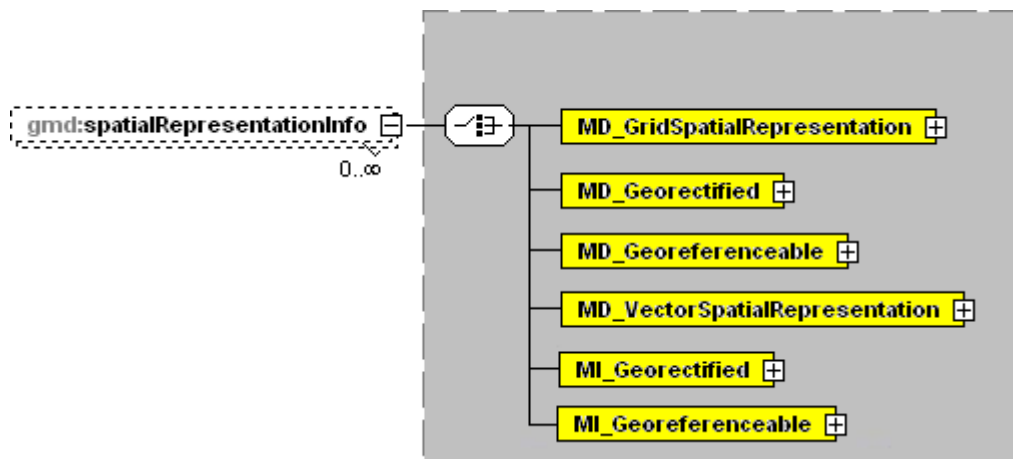 gmd:spatialRepresentationInfo
0..∞
MD_GridSpatialRepresentation
MD_Georectified
MD_Georeferenceable
MD_VectorSpatialRepresentation
MI_Georectified
MI_Georeferenceable